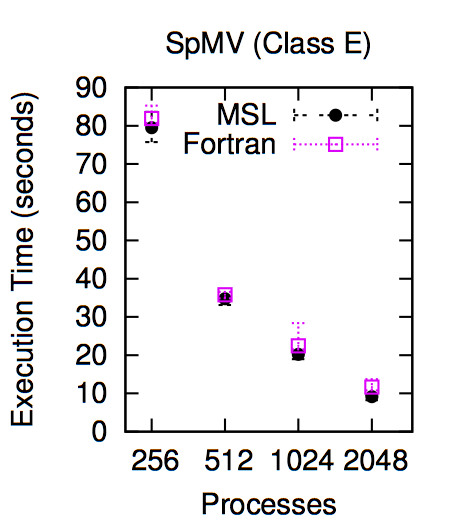 SpMV (Class E)
Execution Time (seconds)
90
80
70
60
50
40
30
20
10
0
MSL
Fortran
256 512 1024 2048
Processes